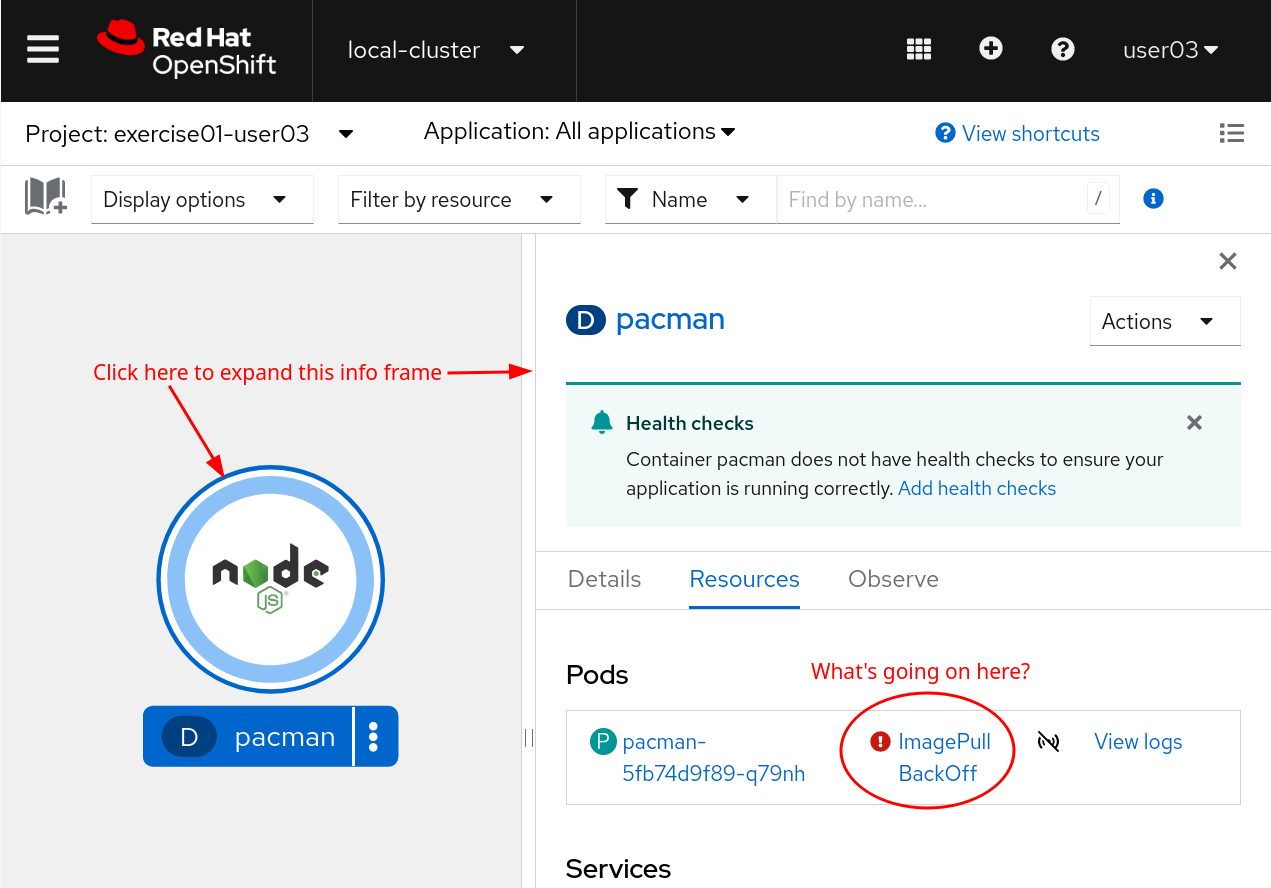 Red Hat
OpenShift
local-cluster
user03
Project: exercise01-user03
Application: All applications
View shortcuts
Display options
Filter by resource
Name
Find by name...
/
D pacman
Actions
Click here to expand this info frame
Health checks
Container pacman does not have health checks to ensure your
application is running correctly. Add health checks
node
JS
Details
Resources
Observe
Pods
What's going on here?
D pacman
P pacman-
5fb74d9f89-q79nh
ImagePull
BackOff
View logs
Services